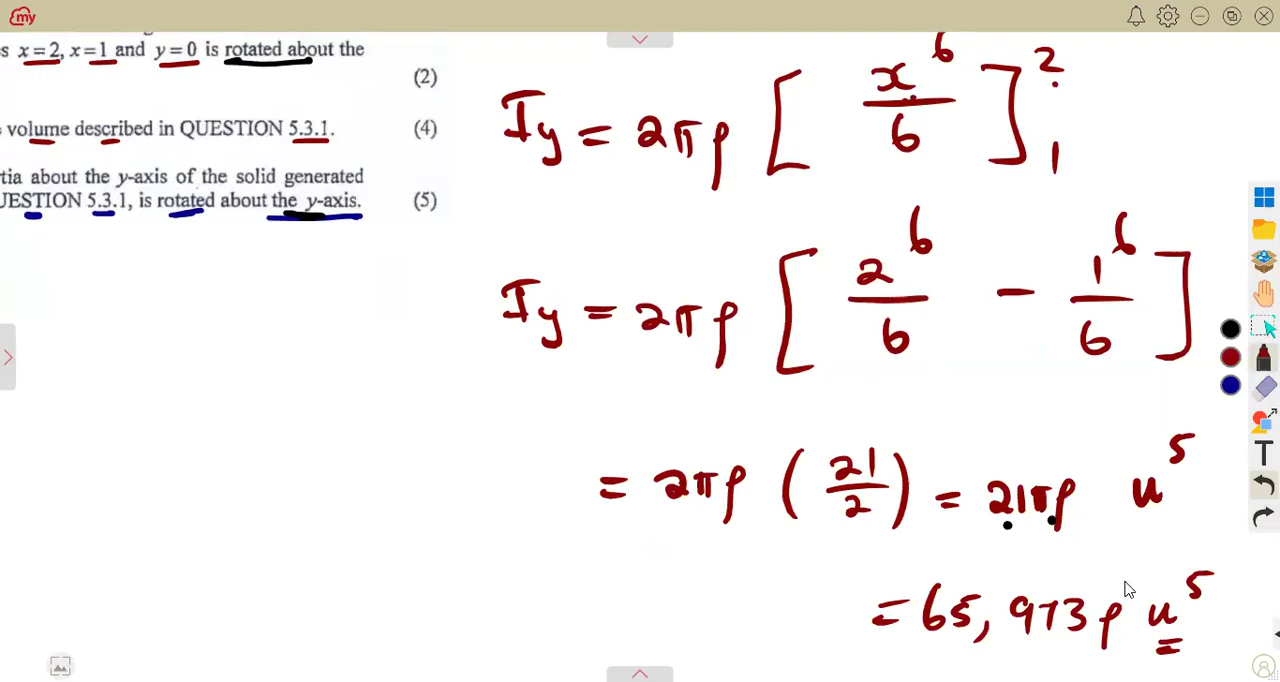 my
s x=2, x=1 and y=0 is rotated about the
(2)
volume described in QUESTION 5.3.1. (4)
tia about the y-axis of the solid generated
UESTION 5.3.1, is rotated about the y-axis. (5)
Iy = 2πρ [ x^6/6 ]^2_1
Iy = 2πρ [ 2^6/6 − 1^6/6 ]
= 2πρ ( 21/2 ) = 21πρ u^5
= 65,973ρ u^5
T